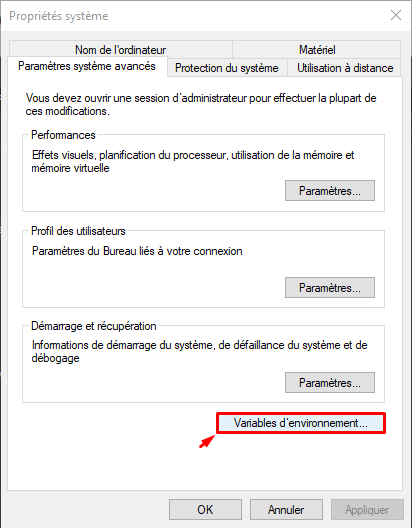 Propriétés système
Nom de l'ordinateur
Matériel
Paramètres système avancés
Protection du système
Utilisation à distance
Vous devez ouvrir une session d'administrateur pour effectuer la plupart de
ces modifications.
Performances
Effets visuels, planification du processeur, utilisation de la mémoire et
mémoire virtuelle
Paramètres...
Profil des utilisateurs
Paramètres du Bureau liés à votre connexion
Paramètres...
Démarrage et récupération
Informations de démarrage du système, de défaillance du système et de
débogage
Paramètres...
Variables d'environnement...
OK
Annuler
Appliquer